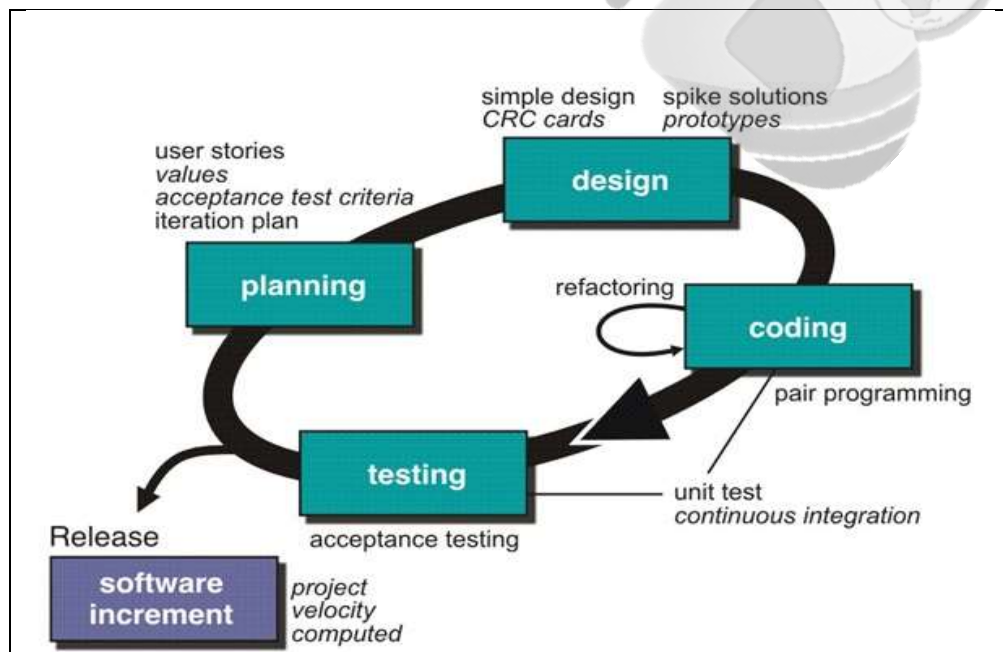 simple design
CRC cards
spike solutions
prototypes
user stories
values
acceptance test criteria
iteration plan
design
planning
refactoring
coding
pair programming
testing
unit test
continuous integration
acceptance testing
Release
software
increment
project
velocity
computed